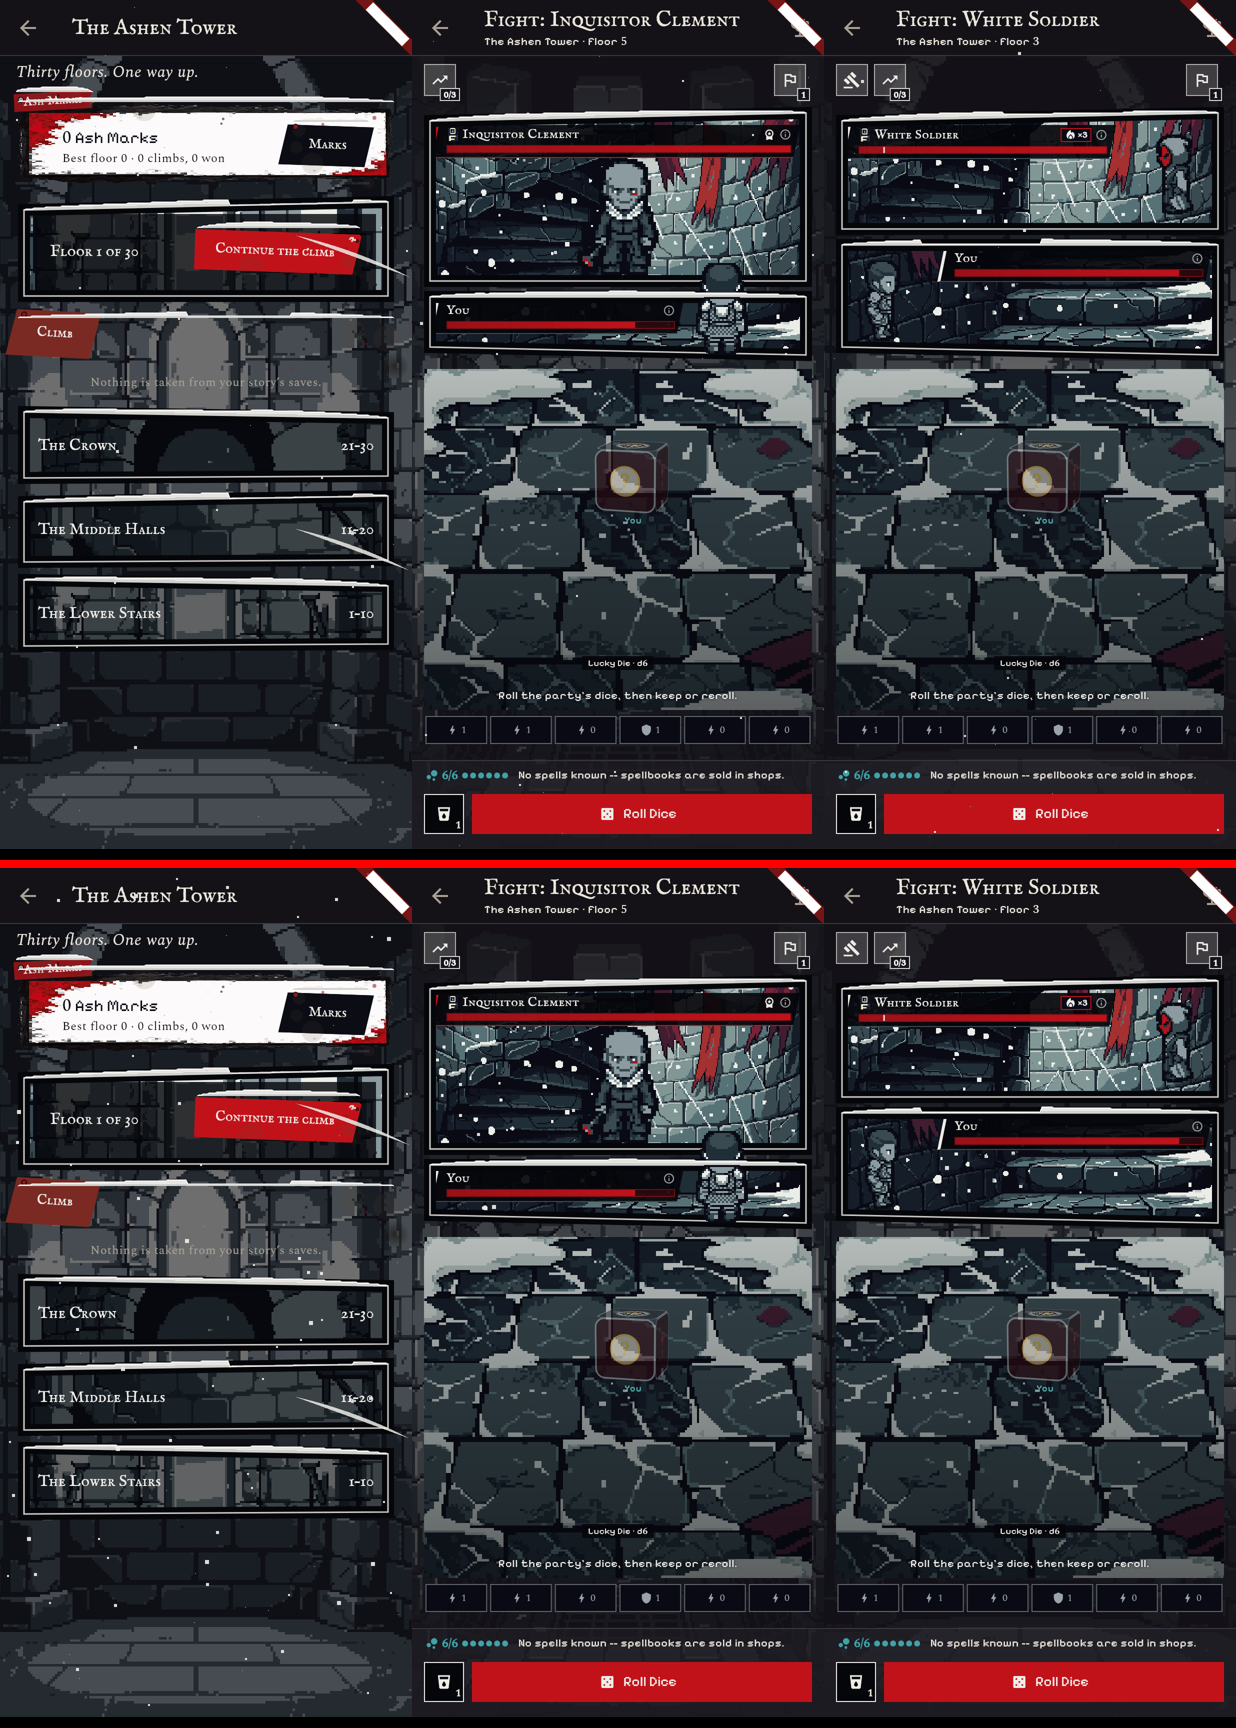 The Ashen Tower
Thirty floors. One way up.
Ash Marks
0 Ash Marks
Best floor 0 · 0 climbs, 0 won
Marks
Floor 1 of 30
Continue the climb
Climb
Nothing is taken from your story's saves.
The Crown
21-30
The Middle Halls
11-20
The Lower Stairs
1-10
Fight: Inquisitor Clement
The Ashen Tower · Floor 5
0/3
1
Inquisitor Clement
You
You
Lucky Die · d6
Roll the party's dice, then keep or reroll.
1 1 0 1 0 0
6/6 No spells known -- spellbooks are sold in shops.
1
Roll Dice
Fight: White Soldier
The Ashen Tower · Floor 3
0/3
1
White Soldier
×3
You
You
Lucky Die · d6
Roll the party's dice, then keep or reroll.
1 1 0 1 0 0
6/6 No spells known -- spellbooks are sold in shops.
1
Roll Dice
The Ashen Tower
Thirty floors. One way up.
Ash Marks
0 Ash Marks
Best floor 0 · 0 climbs, 0 won
Marks
Floor 1 of 30
Continue the climb
Climb
Nothing is taken from your story's saves.
The Crown
21-30
The Middle Halls
11-20
The Lower Stairs
1-10
Fight: Inquisitor Clement
The Ashen Tower · Floor 5
0/3
1
Inquisitor Clement
You
You
Lucky Die · d6
Roll the party's dice, then keep or reroll.
1 1 0 1 0 0
6/6 No spells known -- spellbooks are sold in shops.
1
Roll Dice
Fight: White Soldier
The Ashen Tower · Floor 3
0/3
1
White Soldier
×3
You
You
Lucky Die · d6
Roll the party's dice, then keep or reroll.
1 1 0 1 0 0
6/6 No spells known -- spellbooks are sold in shops.
1
Roll Dice